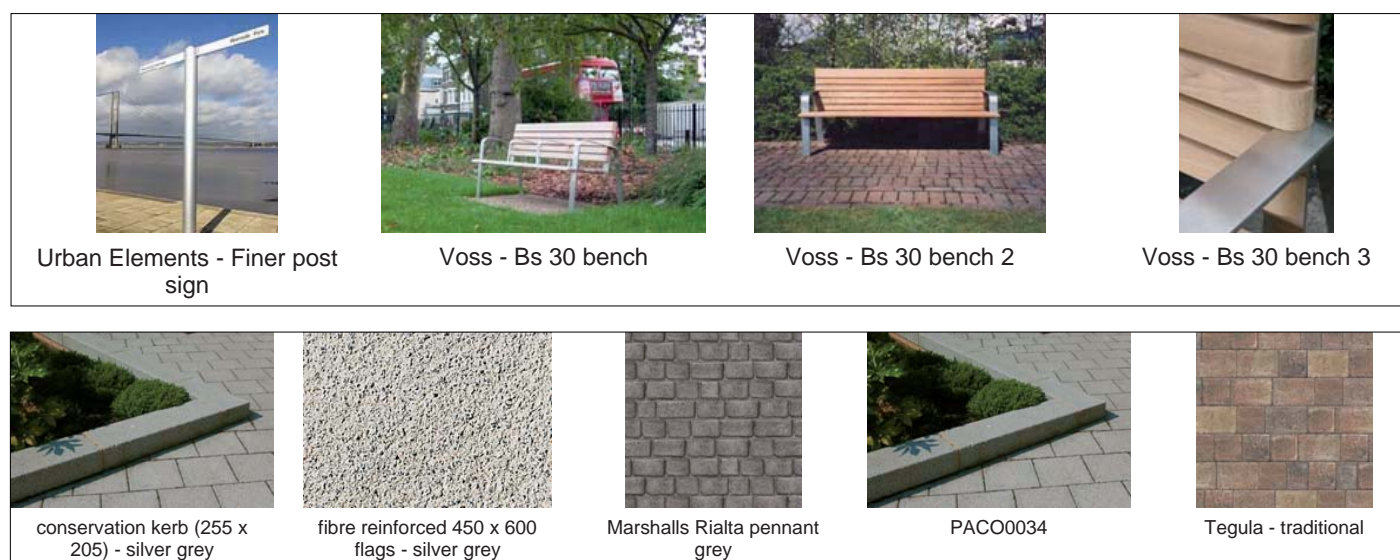 Urban Elements - Finer post
sign
Voss - Bs 30 bench
Voss - Bs 30 bench 2
Voss - Bs 30 bench 3
conservation kerb (255 x
205) - silver grey
fibre reinforced 450 x 600
flags - silver grey
Marshalls Rialta pennant
grey
PACO0034
Tegula - traditional